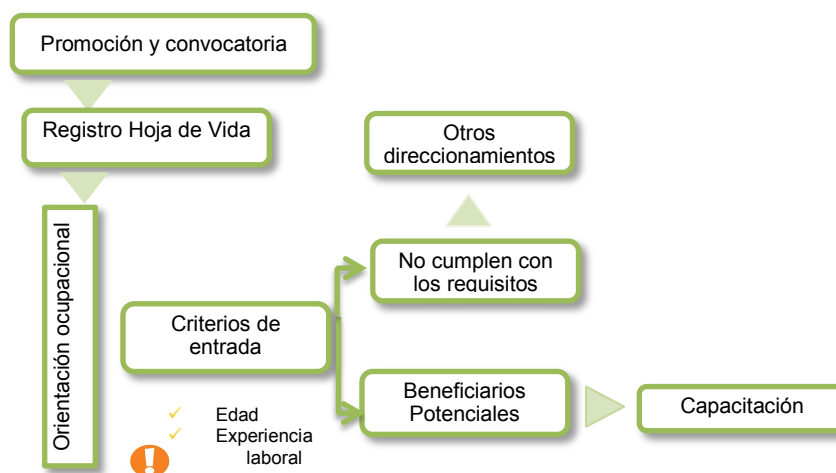 Promoción y convocatoria
Registro Hoja de Vida
Orientación ocupacional
Otros
direccionamientos
No cumplen con
los requisitos
Criterios de
entrada
Beneficiarios
Potenciales
Capacitación
Edad
Experiencia
laboral